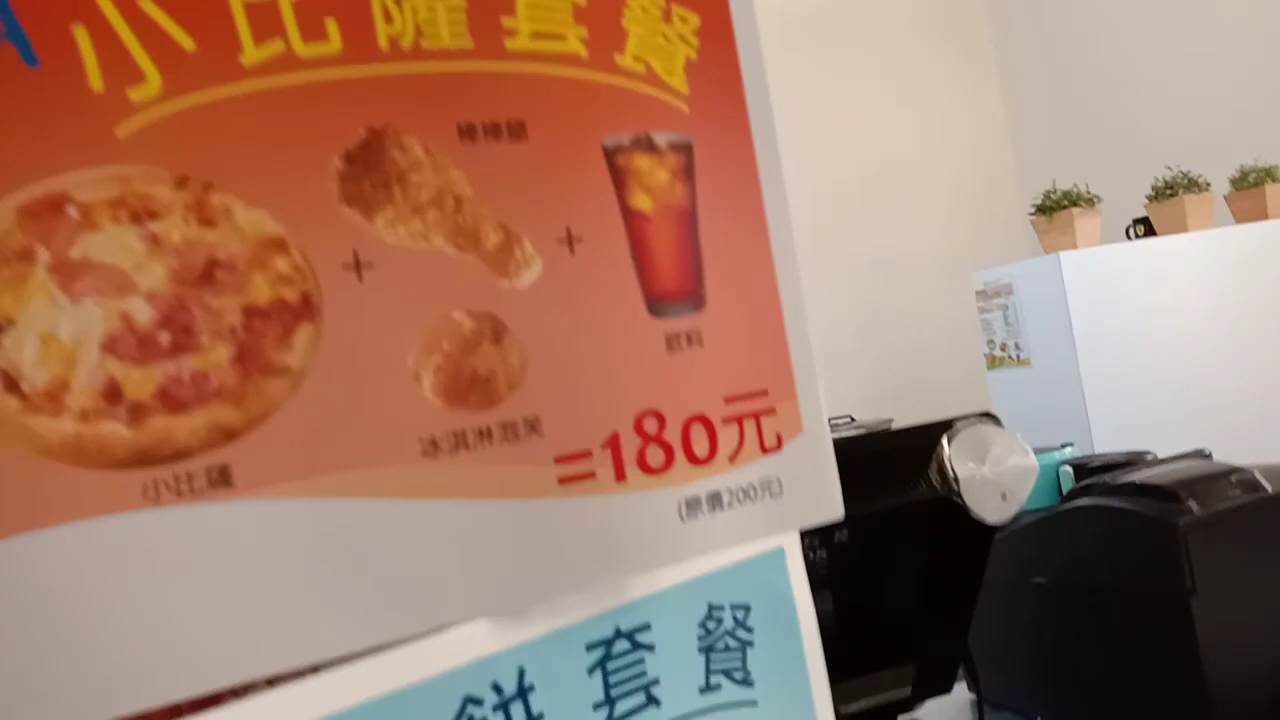 小比薩套餐
棒棒腿
飲料
冰淇淋泡芙
=180元
小比薩
(原價200元)
餅套餐